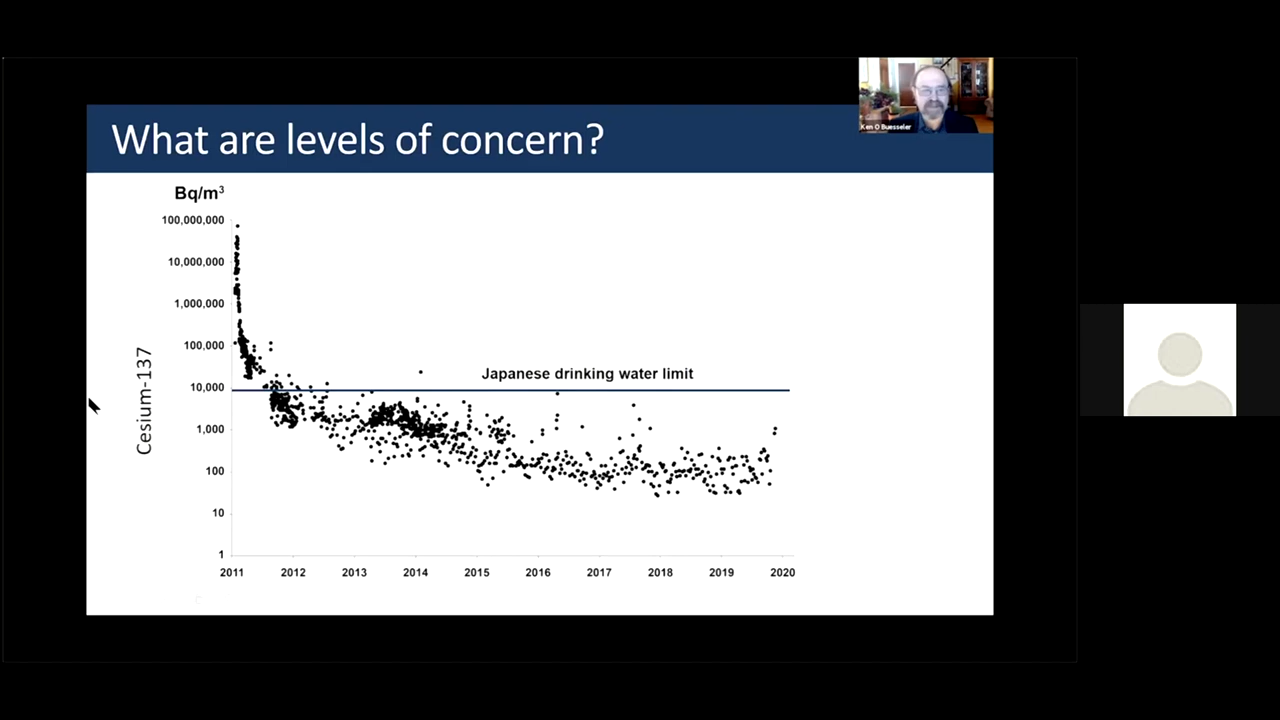 What are levels of concern?
Ken O Buesseler
Bq/m³
100,000,000
10,000,000
1,000,000
100,000
10,000
1,000
100
10
1
Cesium-137
Japanese drinking water limit
2011 2012 2013 2014 2015 2016 2017 2018 2019 2020